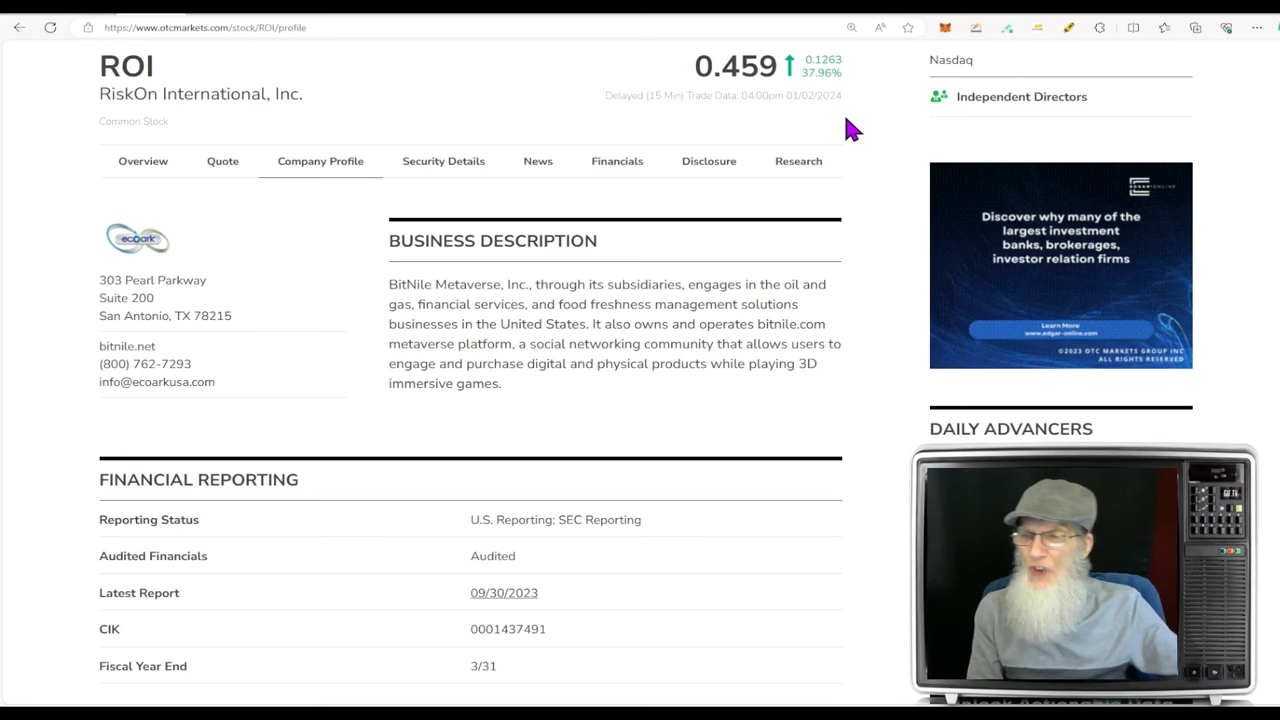 https://www.otcmarkets.com/stock/ROI/profile
ROI
RiskOn International, Inc.
Common Stock
0.459
0.1263
37.96%
Delayed (15 Min) Trade Data: 04:00pm 01/02/2024
Overview
Quote
Company Profile
Security Details
News
Financials
Disclosure
Research
ecoark
303 Pearl Parkway
Suite 200
San Antonio, TX 78215
bitnile.net
(800) 762-7293
info@ecoarkusa.com
BUSINESS DESCRIPTION
BitNile Metaverse, Inc., through its subsidiaries, engages in the oil and
gas, financial services, and food freshness management solutions
businesses in the United States. It also owns and operates bitnile.com
metaverse platform, a social networking community that allows users to
engage and purchase digital and physical products while playing 3D
immersive games.
FINANCIAL REPORTING
Reporting Status
U.S. Reporting: SEC Reporting
Audited Financials
Audited
Latest Report
09/30/2023
CIK
0001437491
Fiscal Year End
3/31
Nasdaq
Independent Directors
Discover why many of the
largest investment
banks, brokerages,
investor relation firms
Learn More
www.edgar-online.com
©2023 OTC MARKETS GROUP INC
ALL RIGHTS RESERVED
DAILY ADVANCERS